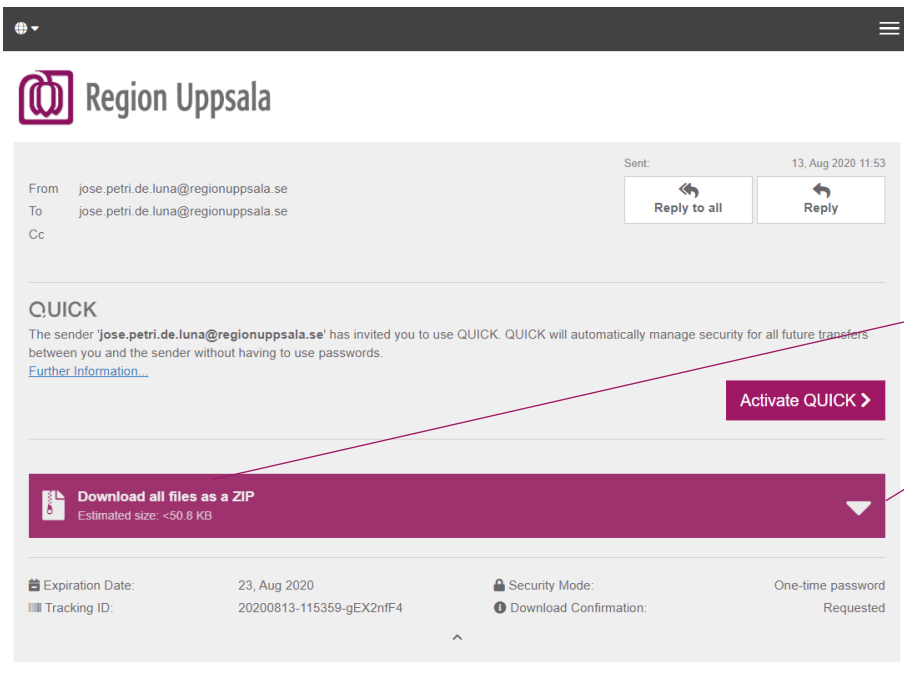 Region Uppsala
Sent: 13, Aug 2020 11:53
From jose.petri.de.luna@regionuppsala.se
To jose.petri.de.luna@regionuppsala.se
Cc
Reply to all
Reply
QUICK
The sender 'jose.petri.de.luna@regionuppsala.se' has invited you to use QUICK. QUICK will automatically manage security for all future transfers
between you and the sender without having to use passwords.
Further Information...
Activate QUICK
Download all files as a ZIP
Estimated size: <50.8 KB
Expiration Date: 23, Aug 2020 Security Mode: One-time password
Tracking ID: 20200813-115359-gEX2nfF4 Download Confirmation: Requested